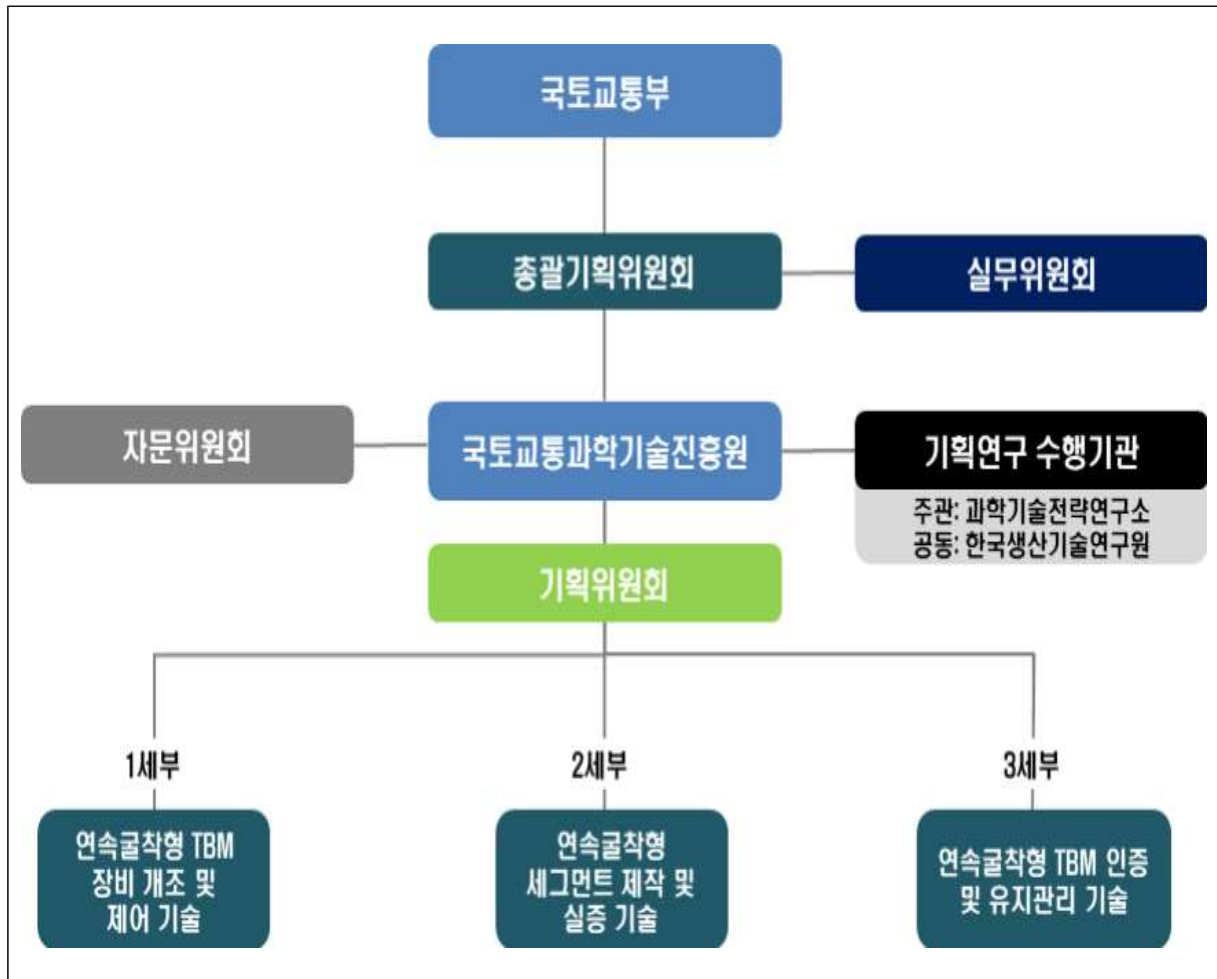 국토교통부
총괄기획위원회
실무위원회
자문위원회
국토교통과학기술진흥원
기획연구 수행기관
주관: 과학기술전략연구소
공동: 한국생산기술연구원
기획위원회
1세부
2세부
3세부
연속굴착형 TBM
장비 개조 및
제어 기술
연속굴착형
세그먼트 제작 및
실증 기술
연속굴착형 TBM 인증
및 유지관리 기술